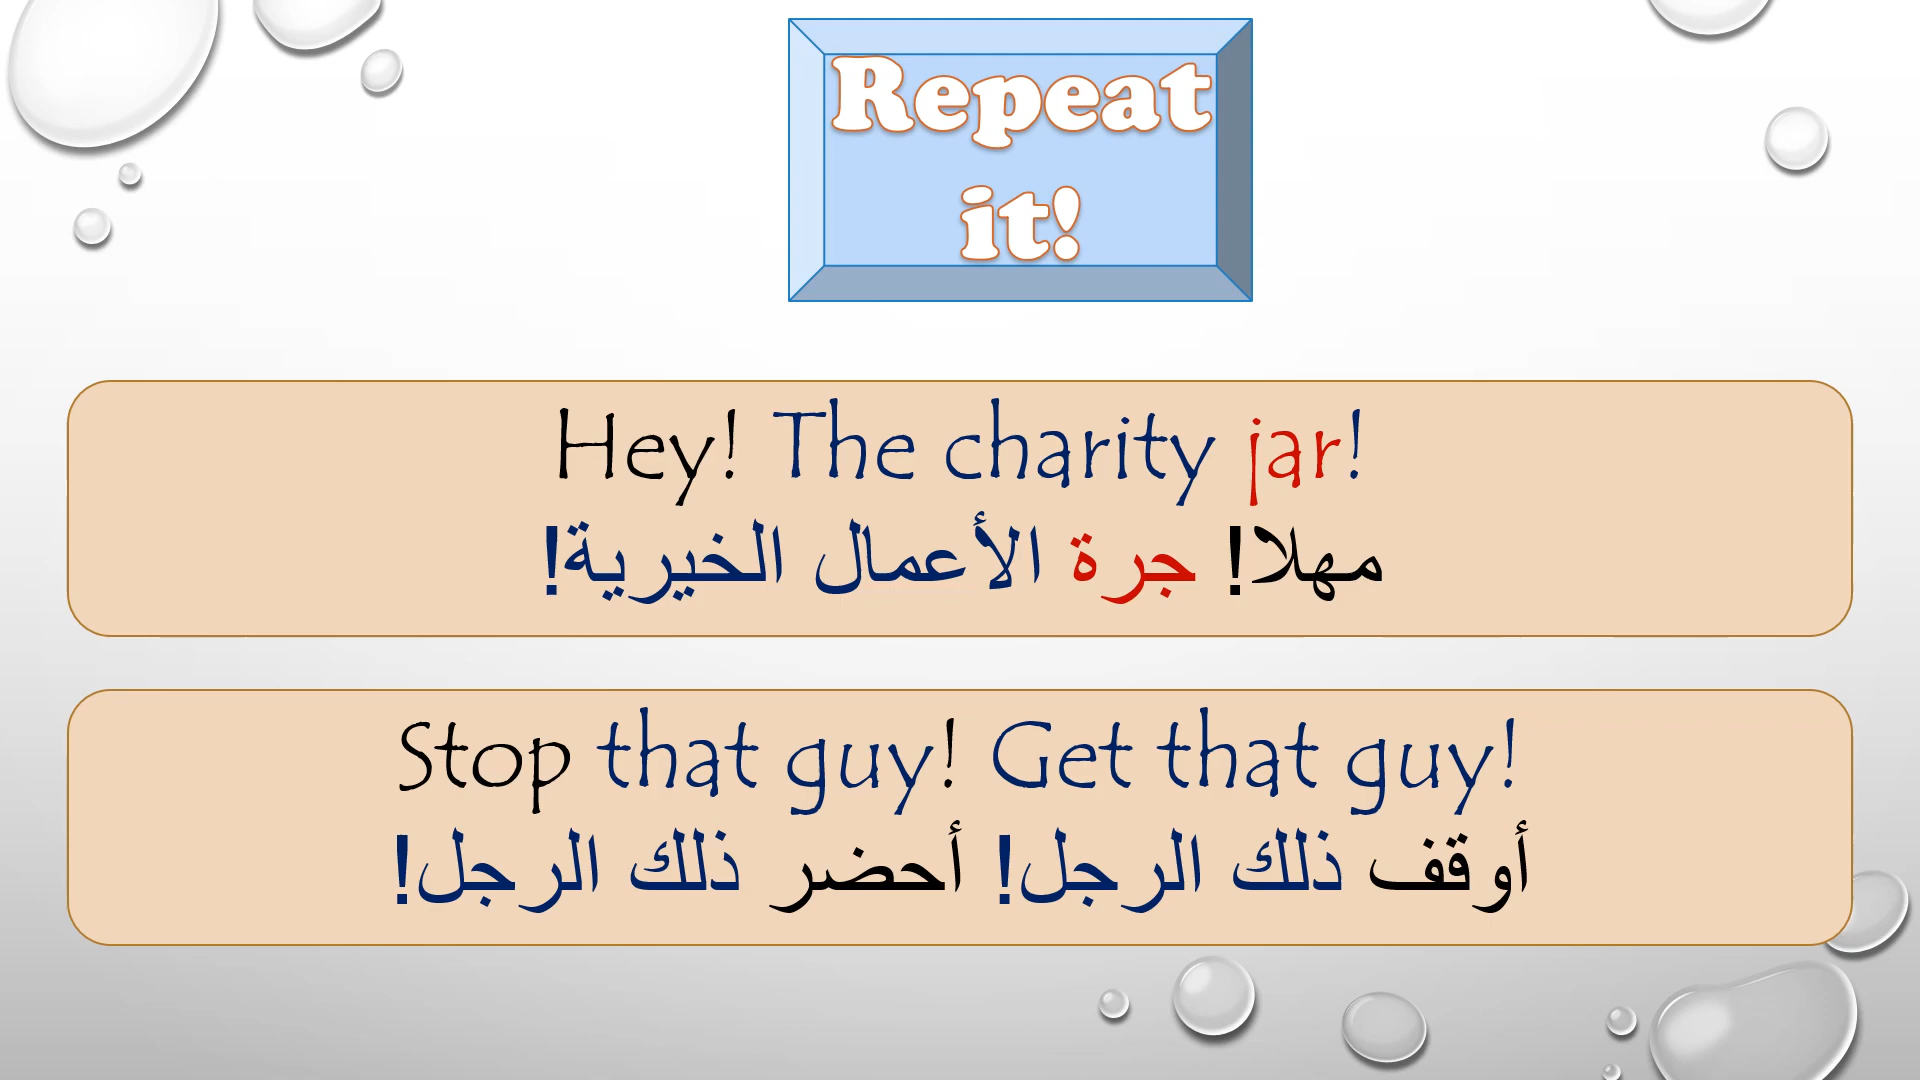 Repeat
it!
Hey! The charity jar!
مهلا! جرة الأعمال الخيرية!
Stop that guy! Get that guy!
أوقف ذلك الرجل! أحضر ذلك الرجل!